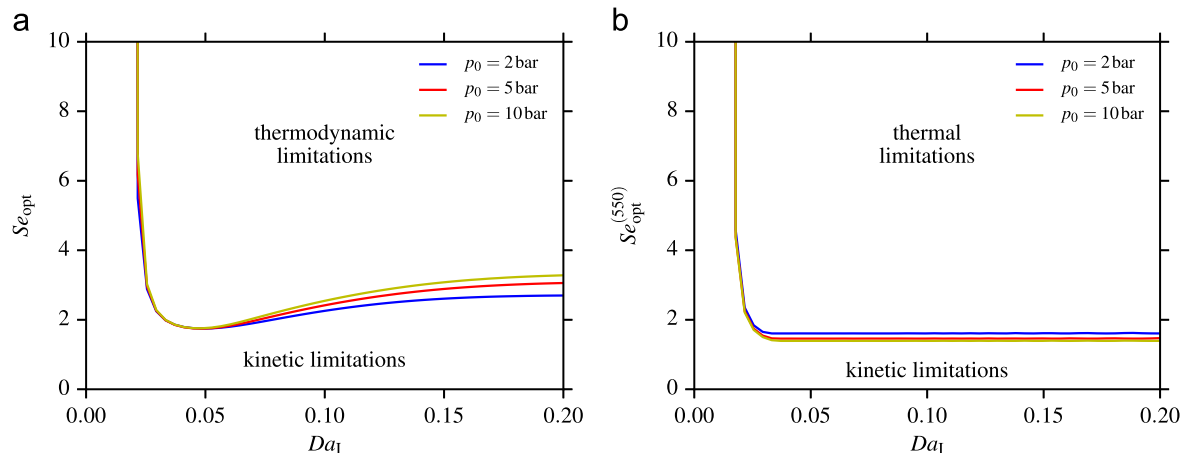 a
10
8
6
4
2
0
Se_opt
0.00 0.05 0.10 0.15 0.20
Da_I
p_0 = 2 bar
p_0 = 5 bar
p_0 = 10 bar
thermodynamic
limitations
kinetic limitations
b
10
8
6
4
2
0
Se_opt^(550)
0.00 0.05 0.10 0.15 0.20
Da_I
p_0 = 2 bar
p_0 = 5 bar
p_0 = 10 bar
thermal
limitations
kinetic limitations